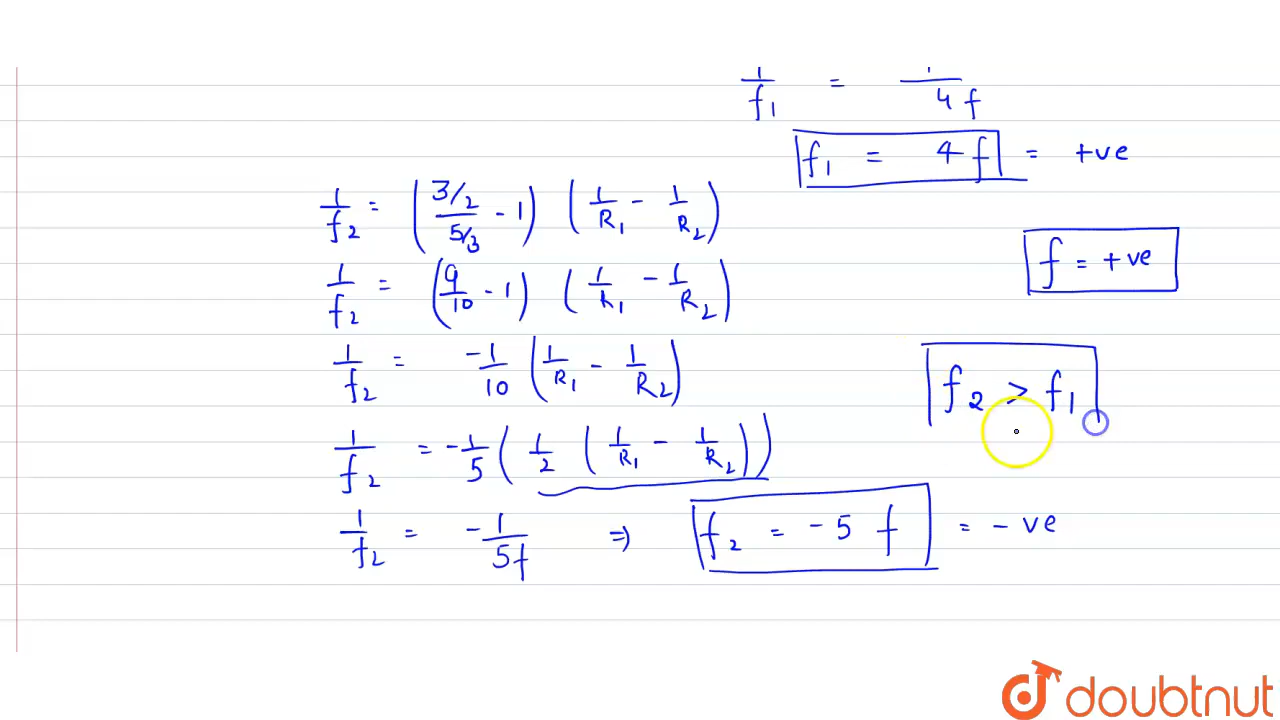 1/f₁ = 1/4f
f₁ = 4f = +ve
1/f₂ = ((3/2)/(5/3) - 1) (1/R₁ - 1/R₂)
f = +ve
1/f₂ = (9/10 - 1) (1/R₁ - 1/R₂)
1/f₂ = -1/10 (1/R₁ - 1/R₂)
f₂ > f₁
1/f₂ = -1/5 (1/2 (1/R₁ - 1/R₂))
1/f₂ = -1/5f ⇒ f₂ = -5 f = -ve
doubtnut